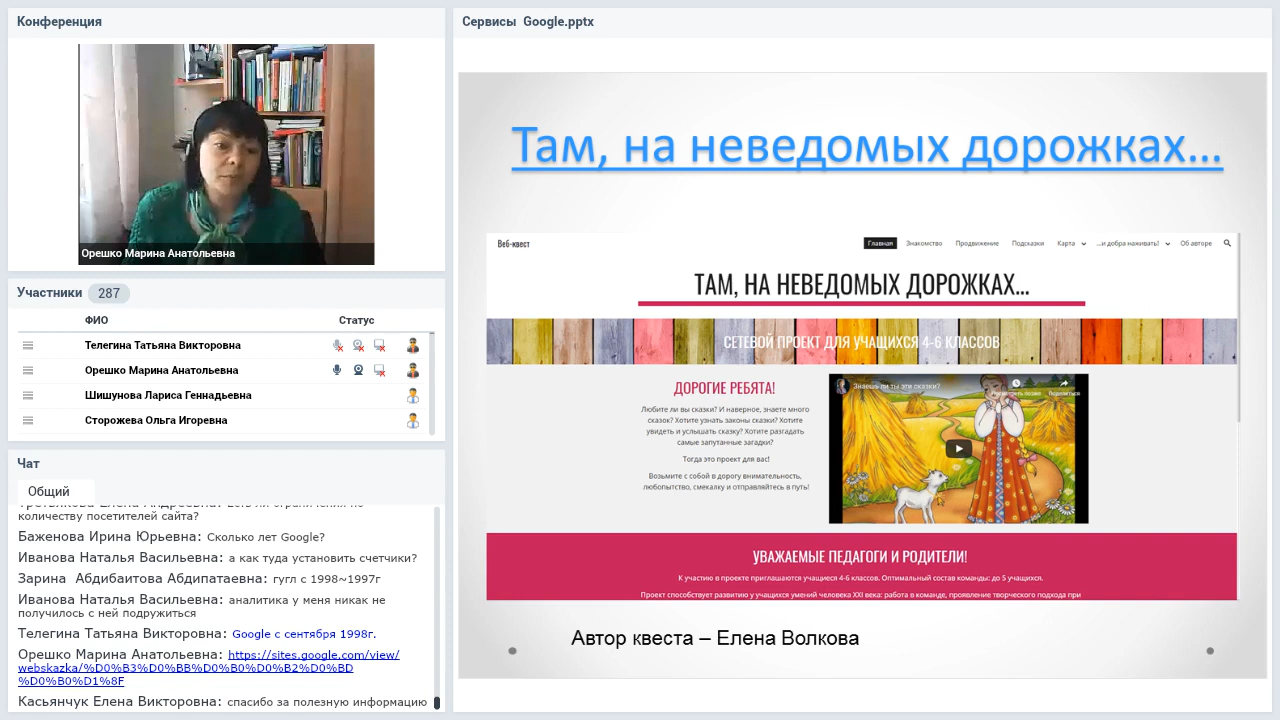 Конференция
Орешко Марина Анатольевна
Участники 287
ФИО Статус
Телегина Татьяна Викторовна
Орешко Марина Анатольевна
Шишунова Лариса Геннадьевна
Сторожева Ольга Игоревна
Чат
Общий
количеству посетителей сайта?
Баженова Ирина Юрьевна: Сколько лет Google?
Иванова Наталья Васильевна: а как туда установить счетчики?
Зарина Абдибаитова Абдипатаевна: гугл с 1998~1997г
Иванова Наталья Васильевна: аналитика у меняникак не
получается подружиться
Телегина Татьяна Викторовна: Google с сентября 1998г.
Орешко Марина Анатольевна: https://sites.google.com/view/
webskazka/%D0%B3%D0%BB%D0%B0%D0%B2%D0%BD
%D0%B0%D1%8F
Касьянчук Елена Викторовна: спасибо за полезную информацию
Сервисы Google.pptx
Там, на неведомых дорожках...
Веб-квест
Главная Знакомство Продвижение Подсказки Карта ...и добра наживать! Об авторе
ТАМ, НА НЕВЕДОМЫХ ДОРОЖКАХ...
СЕТЕВОЙ ПРОЕКТ ДЛЯ УЧАЩИХСЯ 4-6 КЛАССОВ
ДОРОГИЕ РЕБЯТА!
Любите ли вы сказки? И наверное, знаете много
сказок? Хотите узнать законы сказки? Хотите
увидеть и услышать сказку? Хотите разгадать
самые запутанные загадки?
Тогда это проект для вас!
Возьмите с собой в дорогу внимательность,
любопытство, смекалку и отправляйтесь в путь!
Знаешь ли ты эти сказки?
Посмотреть позже Поделиться
УВАЖАЕМЫЕ ПЕДАГОГИ И РОДИТЕЛИ!
К участию в проекте приглашаются учащиеся 4-6 классов. Оптимальный состав команды: до 5 учащихся.
Проект способствует развитию у учащихся умений человека XXI века: работа в команде, проявление творческого подхода при
Автор квеста – Елена Волкова